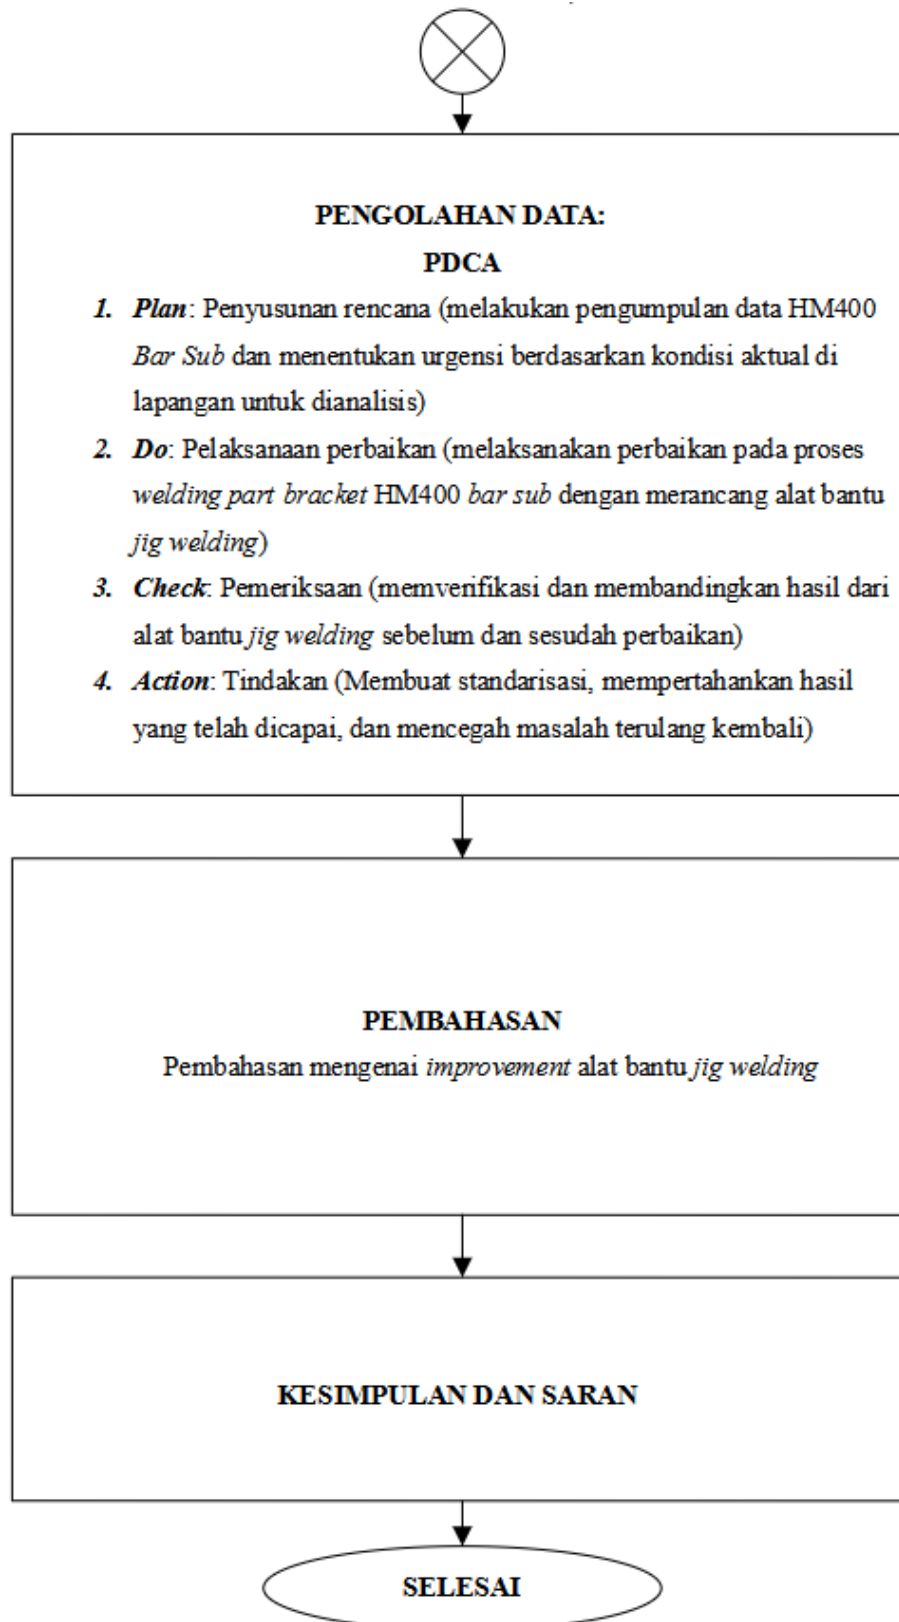 PENGOLAHAN DATA:
PDCA
1. Plan: Penyusunan rencana (melakukan pengumpulan data HM400
Bar Sub dan menentukan urgensi berdasarkan kondisi aktual di
lapangan untuk dianalisis)
2. Do: Pelaksanaan perbaikan (melaksanakan perbaikan pada proses
welding part bracket HM400 bar sub dengan merancang alat bantu
jig welding)
3. Check: Pemeriksaan (memverifikasi dan membandingkan hasil dari
alat bantu jig welding sebelum dan sesudah perbaikan)
4. Action: Tindakan (Membuat standarisasi, mempertahankan hasil
yang telah dicapai, dan mencegah masalah terulang kembali)
PEMBAHASAN
Pembahasan mengenai improvement alat bantu jig welding
KESIMPULAN DAN SARAN
SELESAI